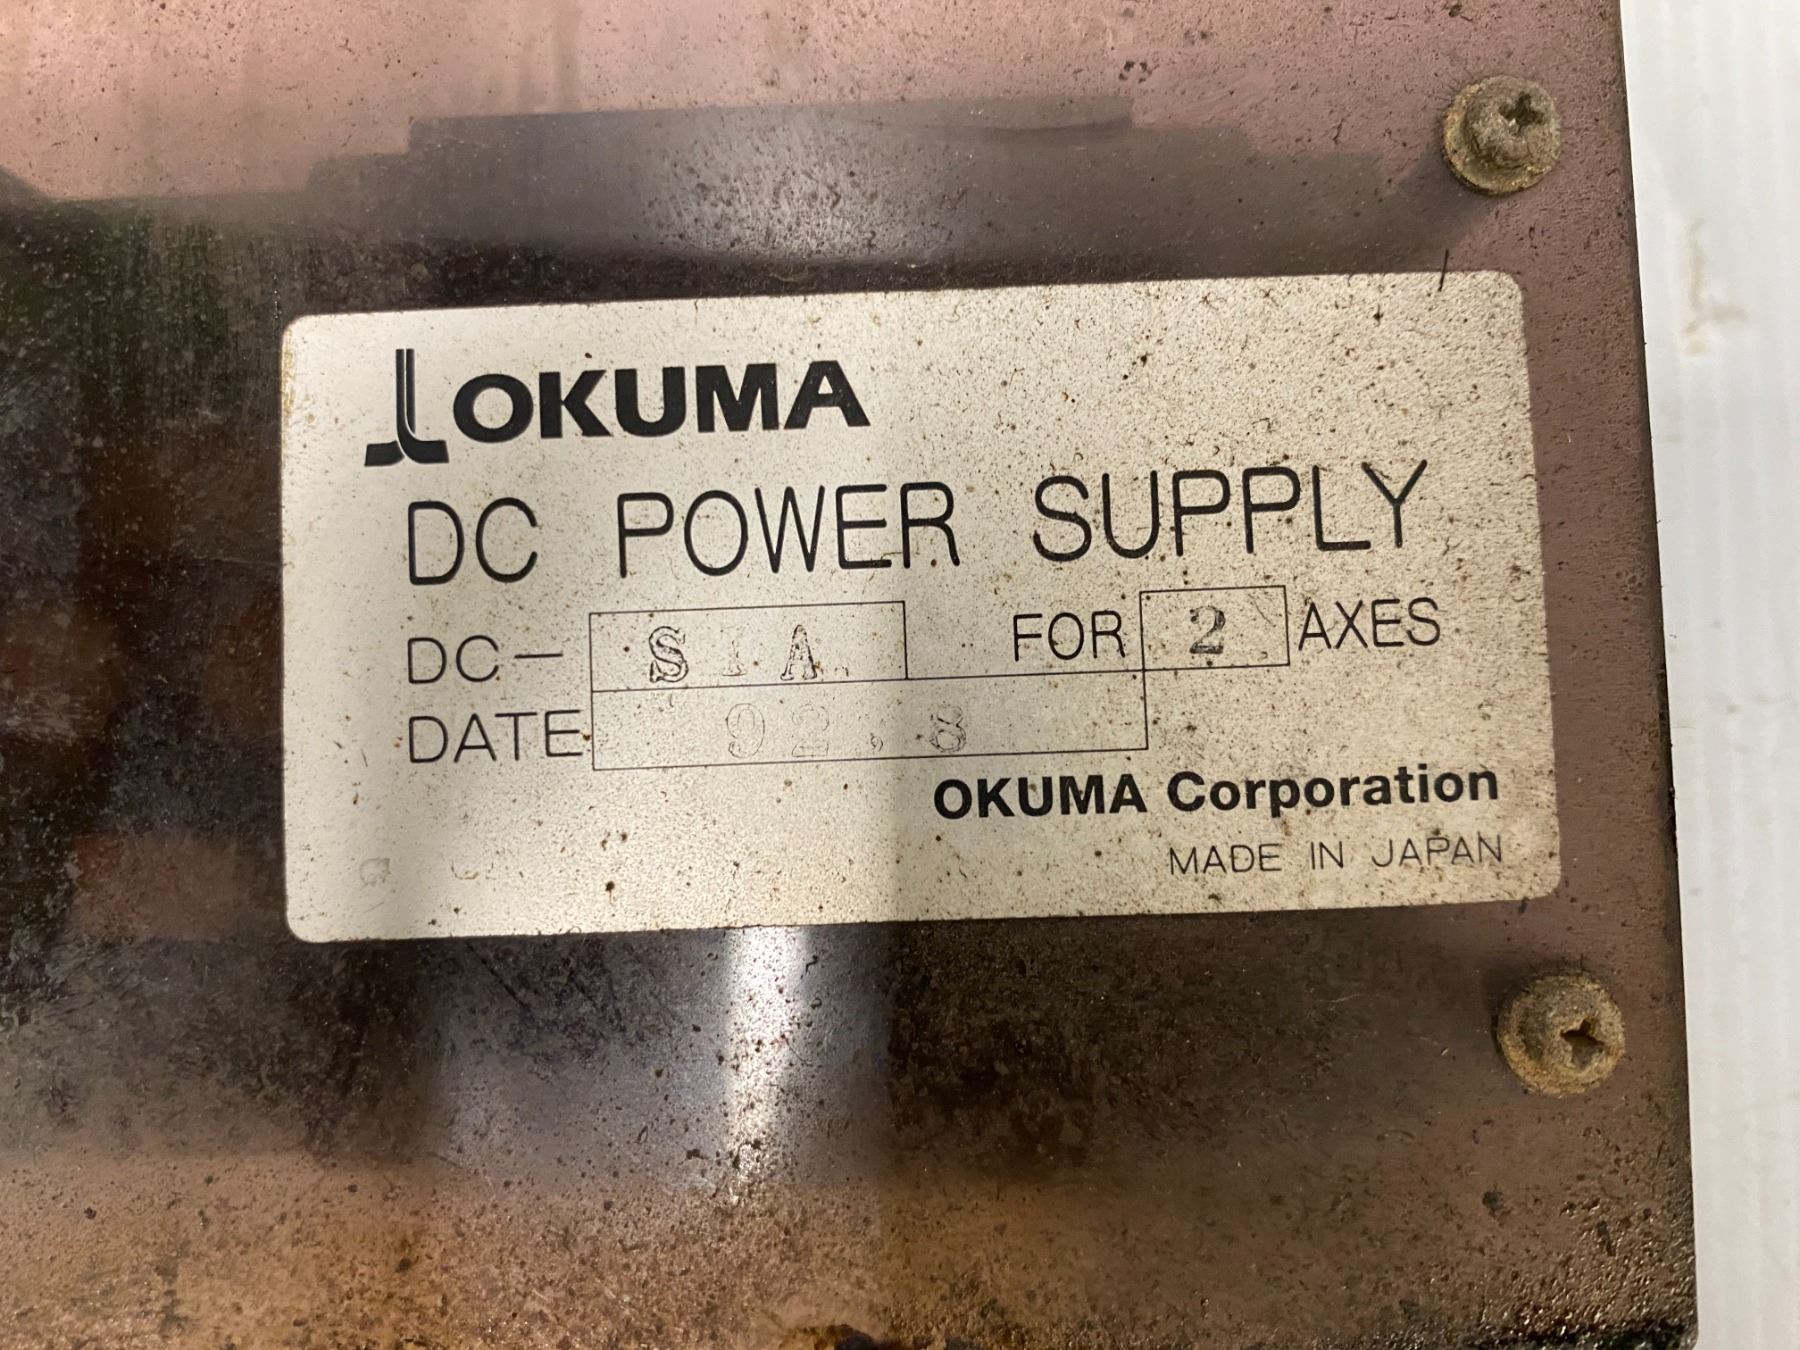 OKUMA
DC POWER SUPPLY
DC- S1A FOR 2 AXES
DATE 92.8
OKUMA Corporation
MADE IN JAPAN